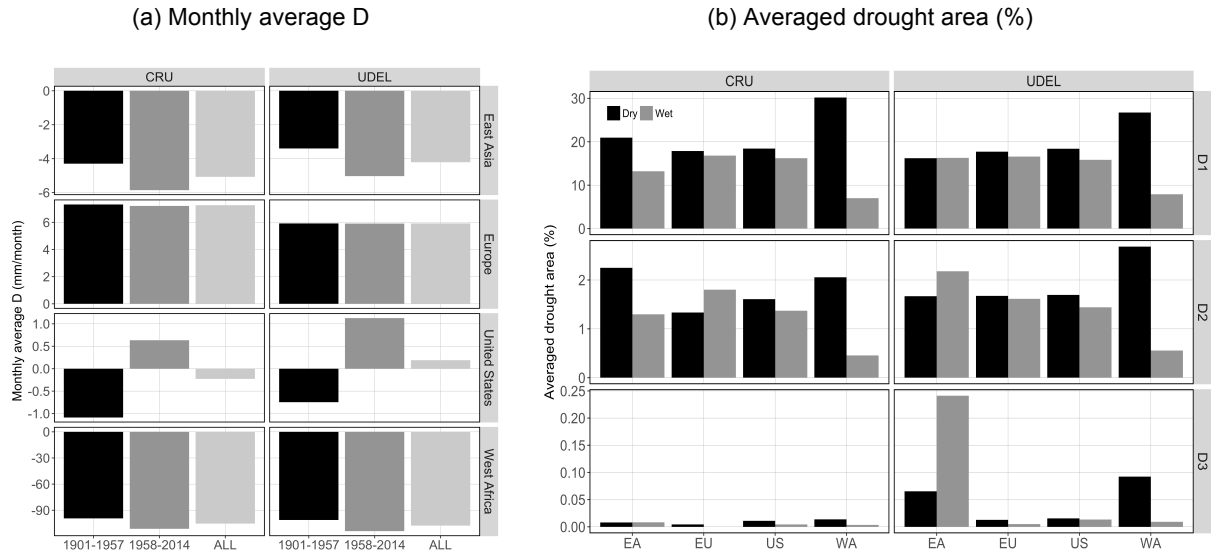 (a) Monthly average D
CRU
UDEL
Monthly average D (mm/month)
0
-2
-4
-6
East Asia
6
4
2
0
Europe
1.0
0.5
0.0
-0.5
-1.0
United States
0
-30
-60
-90
West Africa
1901-1957 1958-2014 ALL
1901-1957 1958-2014 ALL
(b) Averaged drought area (%)
CRU
UDEL
Averaged drought area (%)
Dry Wet
30
20
10
0
D1
2
1
0
D2
0.25
0.20
0.15
0.10
0.05
0.00
D3
EA EU US WA
EA EU US WA